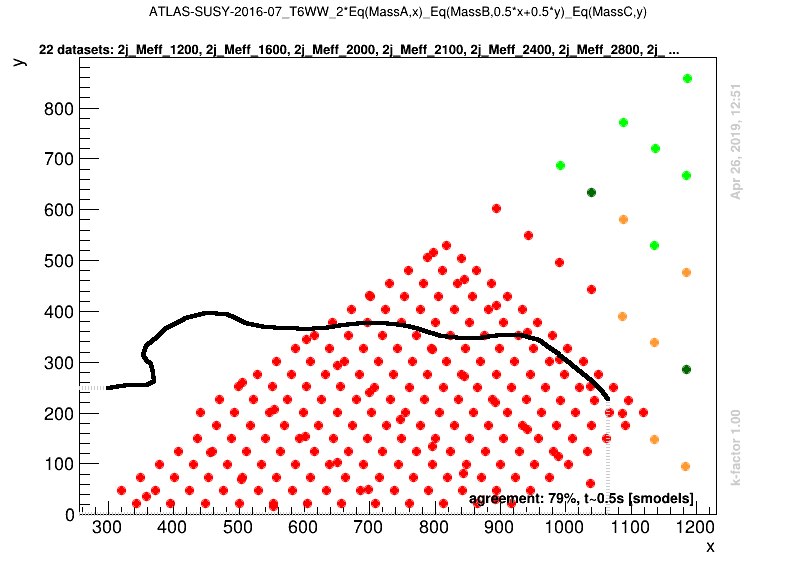 ATLAS-SUSY-2016-07_T6WW_2*Eq(MassA,x)_Eq(MassB,0.5*x+0.5*y)_Eq(MassC,y)
22 datasets: 2j_Meff_1200, 2j_Meff_1600, 2j_Meff_2000, 2j_Meff_2100, 2j_Meff_2400, 2j_Meff_2800, 2j_ ...
y
800
700
600
500
400
300
200
100
0
Apr 26, 2019, 12:51
k-factor 1.00
agreement: 79%, t~0.5s [smodels]
300 400 500 600 700 800 900 1000 1100 1200
x